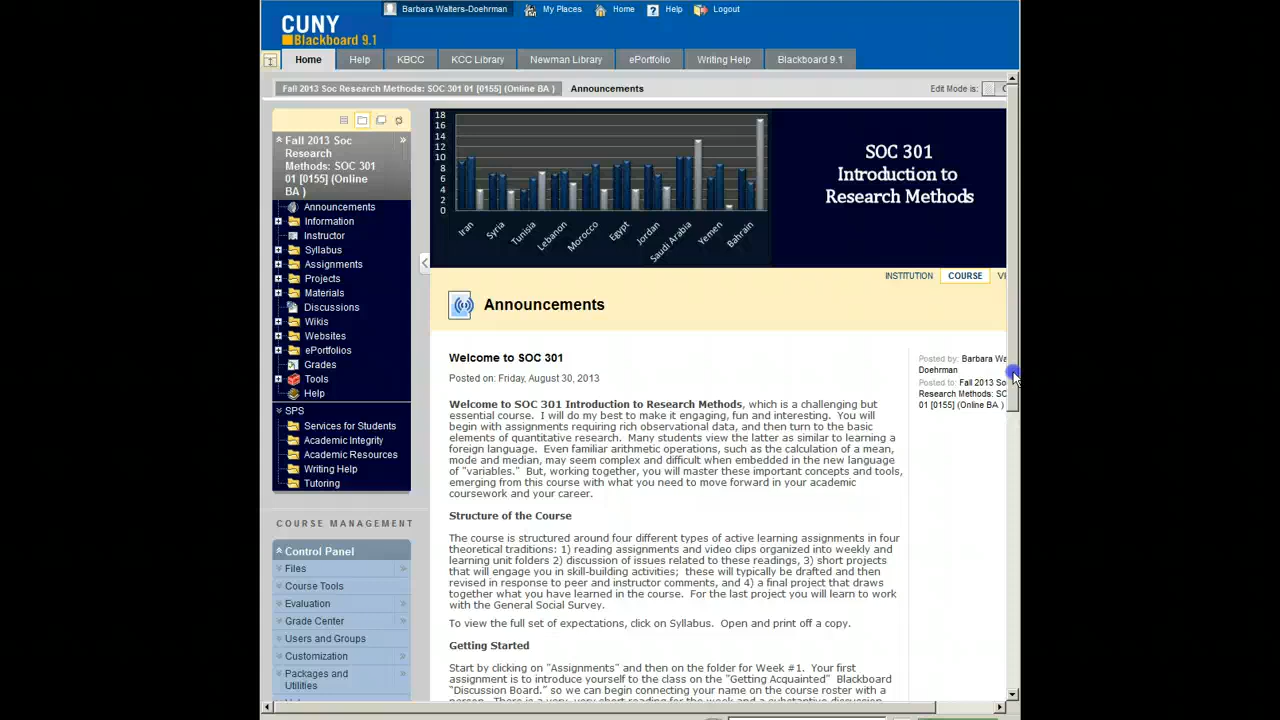 Barbara Walters-Doehrman
My Places
Home
Help
Logout
CUNY
Blackboard 9.1
Home
Help
KBCC
KCC Library
Newman Library
ePortfolio
Writing Help
Blackboard 9.1
Fall 2013 Soc Research Methods: SOC 301 01 [0155] (Online BA )
Announcements
Edit Mode is:
Fall 2013 Soc
Research
Methods: SOC 301
01 [0155] (Online
BA )
Announcements
Information
Instructor
Syllabus
Assignments
Projects
Materials
Discussions
Wikis
Websites
ePortfolios
Grades
Tools
Help
SPS
Services for Students
Academic Integrity
Academic Resources
Writing Help
Tutoring
COURSE MANAGEMENT
Control Panel
Files
Course Tools
Evaluation
Grade Center
Users and Groups
Customization
Packages and
Utilities
18
16
14
12
10
8
6
4
2
0
Iran
Syria
Tunisia
Lebanon
Morocco
Egypt
Jordan
Saudi Arabia
Yemen
Bahrain
SOC 301
Introduction to
Research Methods
INSTITUTION
COURSE
VI
Announcements
Welcome to SOC 301
Posted on: Friday, August 30, 2013
Welcome to SOC 301 Introduction to Research Methods, which is a challenging but
essential course. I will do my best to make it engaging, fun and interesting. You will
begin with assignments requiring rich observational data, and then turn to the basic
elements of quantitative research. Many students view the latter as similar to learning a
foreign language. Even familiar arithmetic operations, such as the calculation of a mean,
mode and median, may seem complex and difficult when embedded in the new language
of "variables." But, working together, you will master these important concepts and tools,
emerging from this course with what you need to move forward in your academic
coursework and your career.
Structure of the Course
The course is structured around four different types of active learning assignments in four
theoretical traditions: 1) reading assignments and video clips organized into weekly and
learning unit folders 2) discussion of issues related to these readings, 3) short projects
that will engage you in skill-building activities; these will typically be drafted and then
revised in response to peer and instructor comments, and 4) a final project that draws
together what you have learned in the course. For the last project you will learn to work
with the General Social Survey.
To view the full set of expectations, click on Syllabus. Open and print off a copy.
Getting Started
Start by clicking on "Assignments" and then on the folder for Week #1. Your first
assignment is to introduce yourself to the class on the "Getting Acquainted" Blackboard
"Discussion Board." so we can begin connecting your name on the course roster with a
person. There is a very, very short reading for the week and a substantive discussion
Posted by: Barbara Wa
Doehrman
Posted to: Fall 2013 So
Research Methods: SOC
01 [0155] (Online BA )